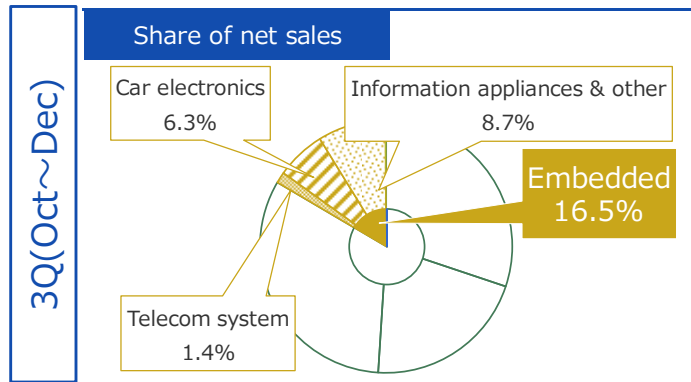 Share of net sales
3Q(Oct～Dec)
Car electronics
6.3%
Information appliances & other
8.7%
Embedded
16.5%
Telecom system
1.4%